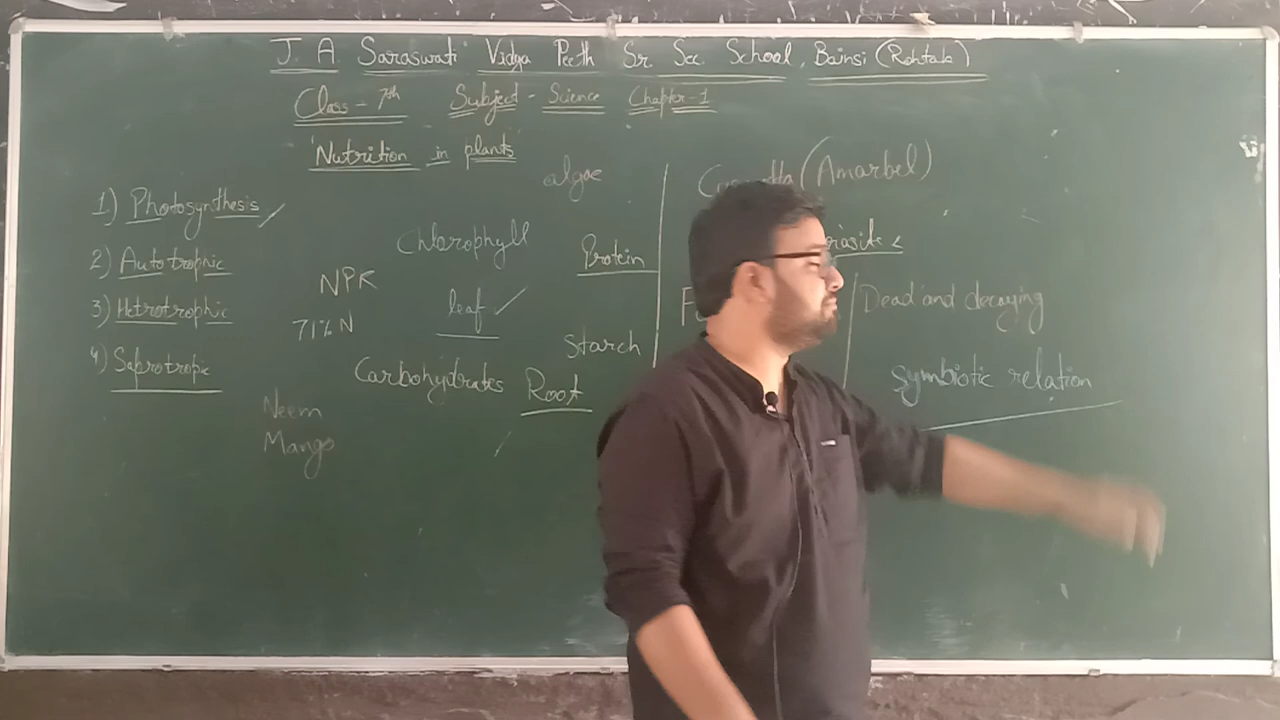 J. A. Saraswati Vidya Peeth Sr. Sec. School, Bainsi (Rohtak)
Class - 7th Subject - Science Chapter-1
"Nutrition in plants"
1) Photosynthesis
2) Autotrophic
3) Hetrotrophic
4) Saprotropic
Neem
Mango
NPK
71% N
Chlorophyll
leaf
Carbohydrates
algae
Protein
Starch
Root
(Amarbel)
Dead and decaying
symbiotic relation